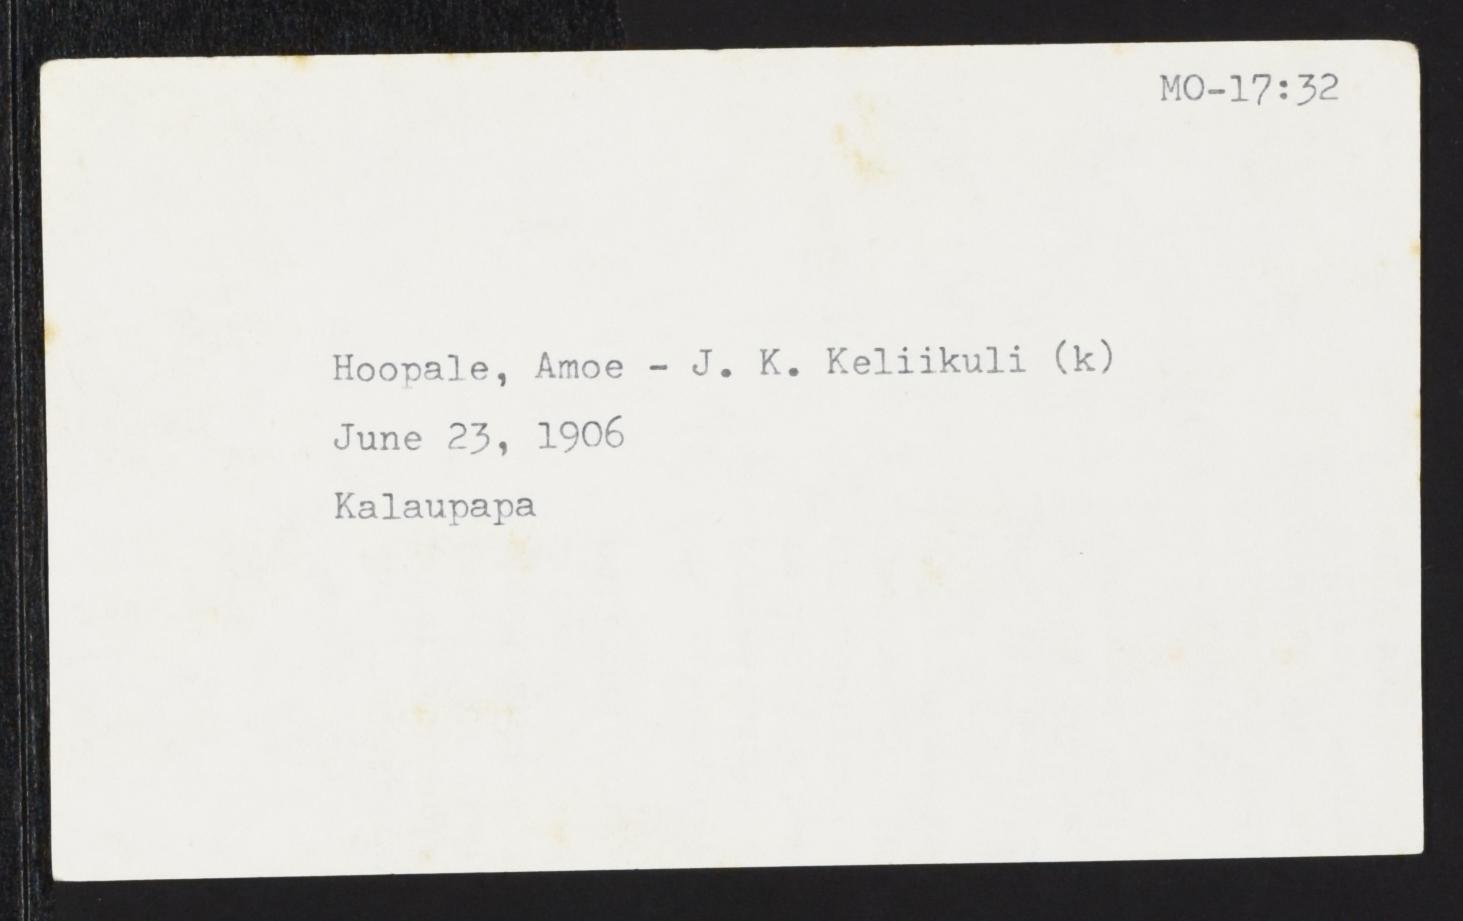 MO-17:32
Hoopale, Amoe - J. K. Keliikuli (k)
June 23, 1906
Kalaupapa